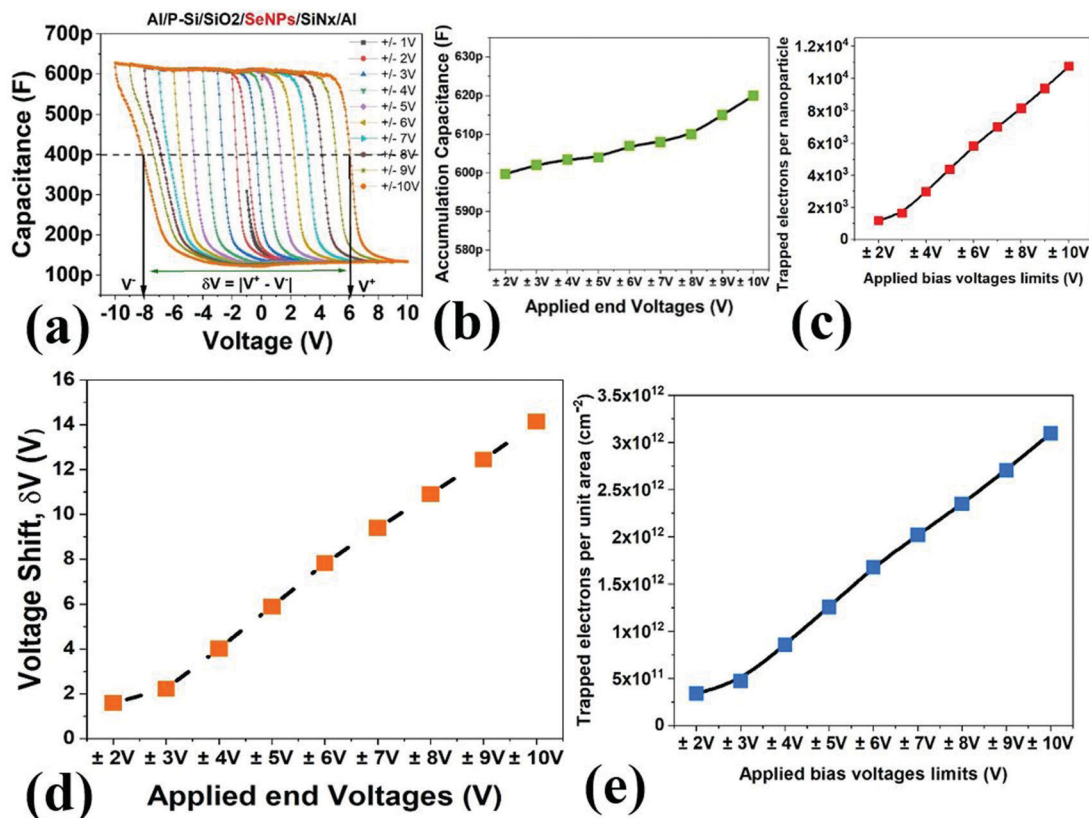 Al/P-Si/SiO2/SeNPs/SiNx/Al
700p
600p
500p
400p
300p
200p
100p
Capacitance (F)
+/- 1V
+/- 2V
+/- 3V
+/- 4V
+/- 5V
+/- 6V
+/- 7V
+/- 8V
+/- 9V
+/-10V
V⁻
δV = |V⁺ - V⁻|
V⁺
-10 -8 -6 -4 -2 0 2 4 6 8 10
Voltage (V)
(a)
Accumulation Capacitance (F)
630p
620p
610p
600p
590p
580p
± 2V ± 3V ± 4V ± 5V ± 6V ± 7V ± 8V ± 9V ± 10V
Applied end Voltages (V)
(b)
Trapped electrons per nanoparticle
1.2x10⁴
1x10⁴
8x10³
6x10³
4x10³
2x10³
0
± 2V ± 4V ± 6V ± 8V ± 10V
Applied bias voltages limits (V)
(c)
Voltage Shift, δV (V)
16
14
12
10
8
6
4
2
0
± 2V ± 3V ± 4V ± 5V ± 6V ± 7V ± 8V ± 9V ± 10V
Applied end Voltages (V)
(d)
Trapped electrons per unit area (cm⁻²)
3.5x10¹²
3x10¹²
2.5x10¹²
2x10¹²
1.5x10¹²
1x10¹²
5x10¹¹
0
± 2V ± 3V ± 4V ± 5V ± 6V ± 7V ± 8V ± 9V ± 10V
Applied bias voltages limits (V)
(e)